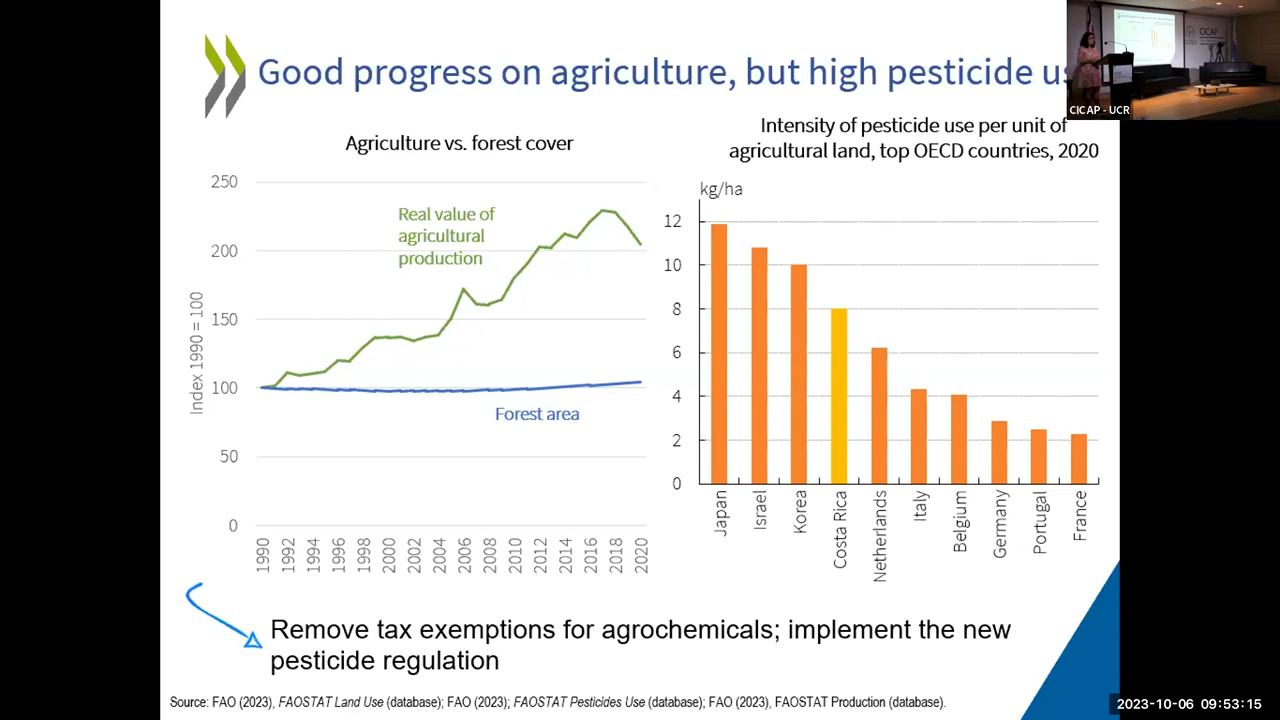 Good progress on agriculture, but high pesticide
CICAP
CICAP - UCR
Agriculture vs. forest cover
250
200
150
100
50
0
Index 1990 = 100
Real value of
agricultural
production
Forest area
1990
1992
1994
1996
1998
2000
2002
2004
2006
2008
2010
2012
2014
2016
2018
2020
Intensity of pesticide use per unit of
agricultural land, top OECD countries, 2020
kg/ha
12
10
8
6
4
2
0
Japan
Israel
Korea
Costa Rica
Netherlands
Italy
Belgium
Germany
Portugal
France
Remove tax exemptions for agrochemicals; implement the new
pesticide regulation
Source: FAO (2023), FAOSTAT Land Use (database); FAO (2023); FAOSTAT Pesticides Use (database); FAO (2023), FAOSTAT Production (database).
2023-10-06 09:53:15